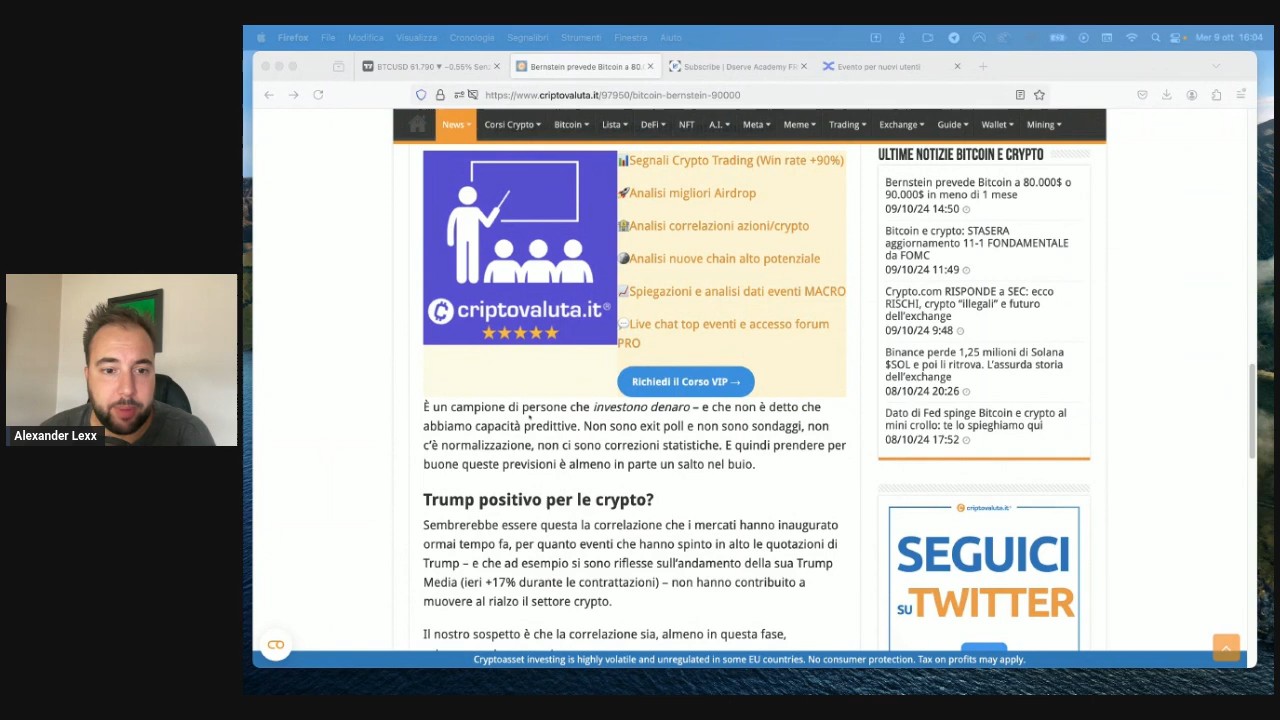 Firefox File Modifica Visualizza Cronologia Segnalibri Strumenti Finestra Aiuto
Mer 9 ott 16:04
BTCUSD 61.790 ▼ −0.55% Sen:
Bernstein prevede Bitcoin a 80.
Subscribe | Dserve Academy
Evento per nuovi utenti
https://www.criptovaluta.it/97950/bitcoin-bernstein-90000
News Corsi Crypto Bitcoin Lista DeFi NFT A.I. Meta Meme Trading Exchange Guide Wallet Mining
criptovaluta.it®
Segnali Crypto Trading (Win rate +90%)
Analisi migliori Airdrop
Analisi correlazioni azioni/crypto
Analisi nuove chain alto potenziale
Spiegazioni e analisi dati eventi MACRO
Live chat top eventi e accesso forum
PRO
Richiedi il Corso VIP →
È un campione di persone che investono denaro – e che non è detto che
abbiamo capacità predittive. Non sono exit poll e non sono sondaggi, non
c'è normalizzazione, non ci sono correzioni statistiche. E quindi prendere per
buone queste previsioni è almeno in parte un salto nel buio.
Trump positivo per le crypto?
Sembrerebbe essere questa la correlazione che i mercati hanno inaugurato
ormai tempo fa, per quanto eventi che hanno spinto in alto le quotazioni di
Trump – e che ad esempio si sono riflesse sull'andamento della sua Trump
Media (ieri +17% durante le contrattazioni) – non hanno contribuito a
muovere al rialzo il settore crypto.
Il nostro sospetto è che la correlazione sia, almeno in questa fase,
ULTIME NOTIZIE BITCOIN E CRYPTO
Bernstein prevede Bitcoin a 80.000$ o
90.000$ in meno di 1 mese
09/10/24 14:50
Bitcoin e crypto: STASERA
aggiornamento 11-1 FONDAMENTALE
da FOMC
09/10/24 11:49
Crypto.com RISPONDE a SEC: ecco
RISCHI, crypto "illegali" e futuro
dell'exchange
09/10/24 9:48
Binance perde 1,25 milioni di Solana
$SOL e poi li ritrova. L'assurda storia
dell'exchange
08/10/24 20:26
Dato di Fed spinge Bitcoin e crypto al
mini crollo: te lo spieghiamo qui
08/10/24 17:52
criptovaluta.it
SEGUICI
SU TWITTER
Cryptoasset investing is highly volatile and unregulated in some EU countries. No consumer protection. Tax on profits may apply.
Alexander Lexx